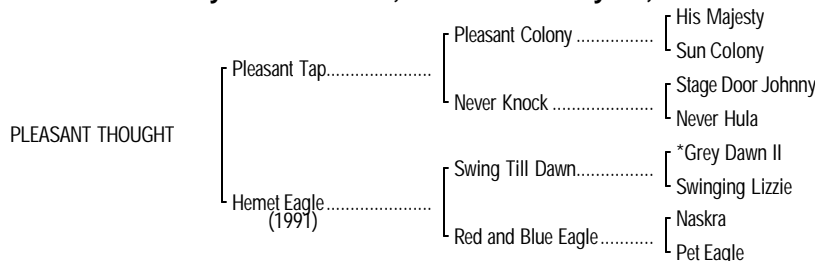 His Majesty
Pleasant Colony ................
Sun Colony
Pleasant Tap......................
Stage Door Johnny
Never Knock ...................
Never Hula
PLEASANT THOUGHT
*Grey Dawn II
Swing Till Dawn................
Swinging Lizzie
Hemet Eagle......................
(1991)
Naskra
Red and Blue Eagle...........
Pet Eagle